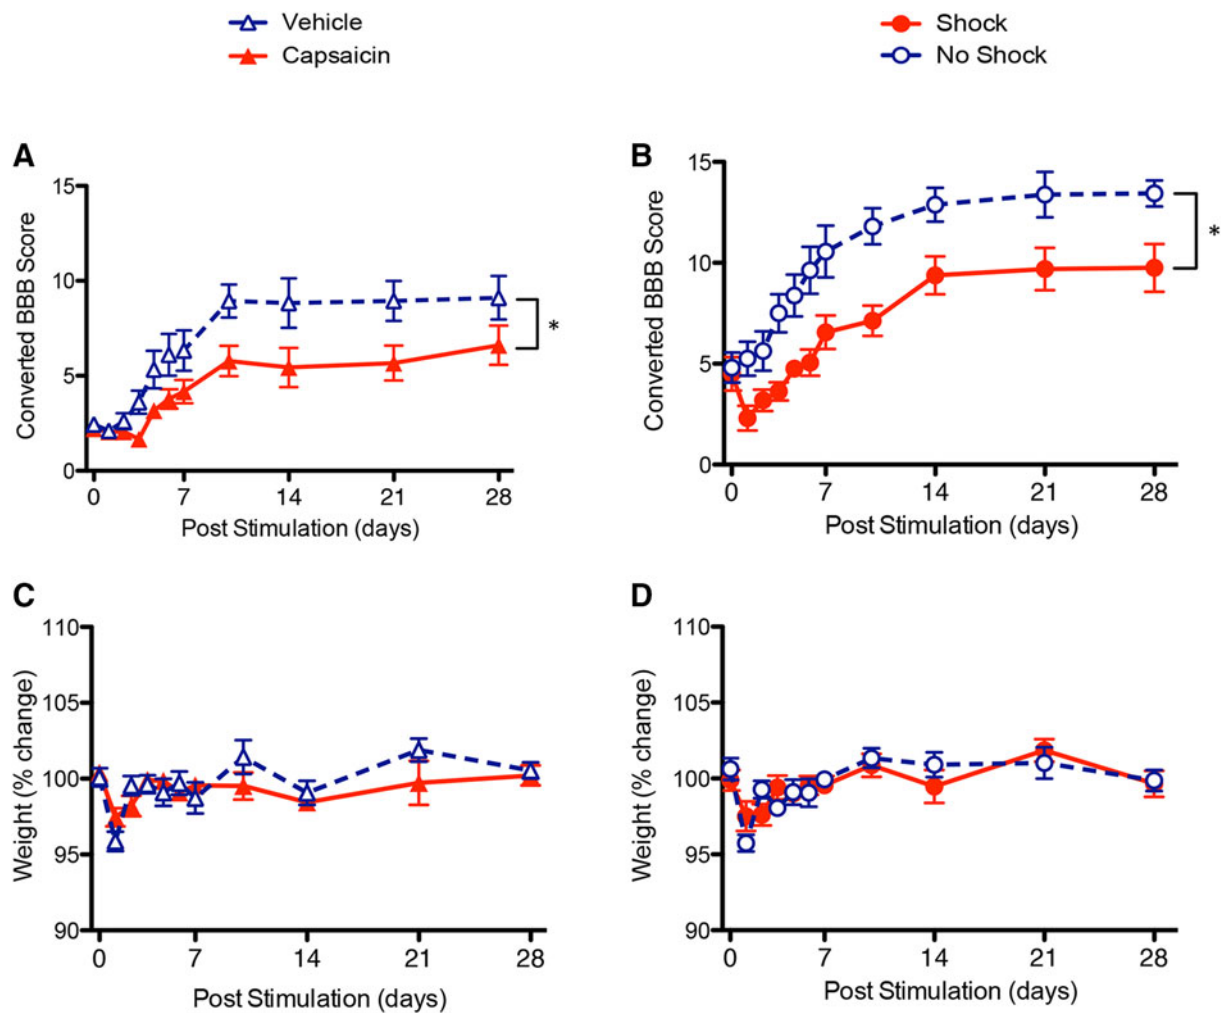 Vehicle
Capsaicin
Shock
No Shock
A
15
10
5
0
Converted BBB Score
*
0 7 14 21 28
Post Stimulation (days)
B
15
10
5
0
Converted BBB Score
*
0 7 14 21 28
Post Stimulation (days)
C
110
105
100
95
90
Weight (% change)
0 7 14 21 28
Post Stimulation (days)
D
110
105
100
95
90
Weight (% change)
0 7 14 21 28
Post Stimulation (days)